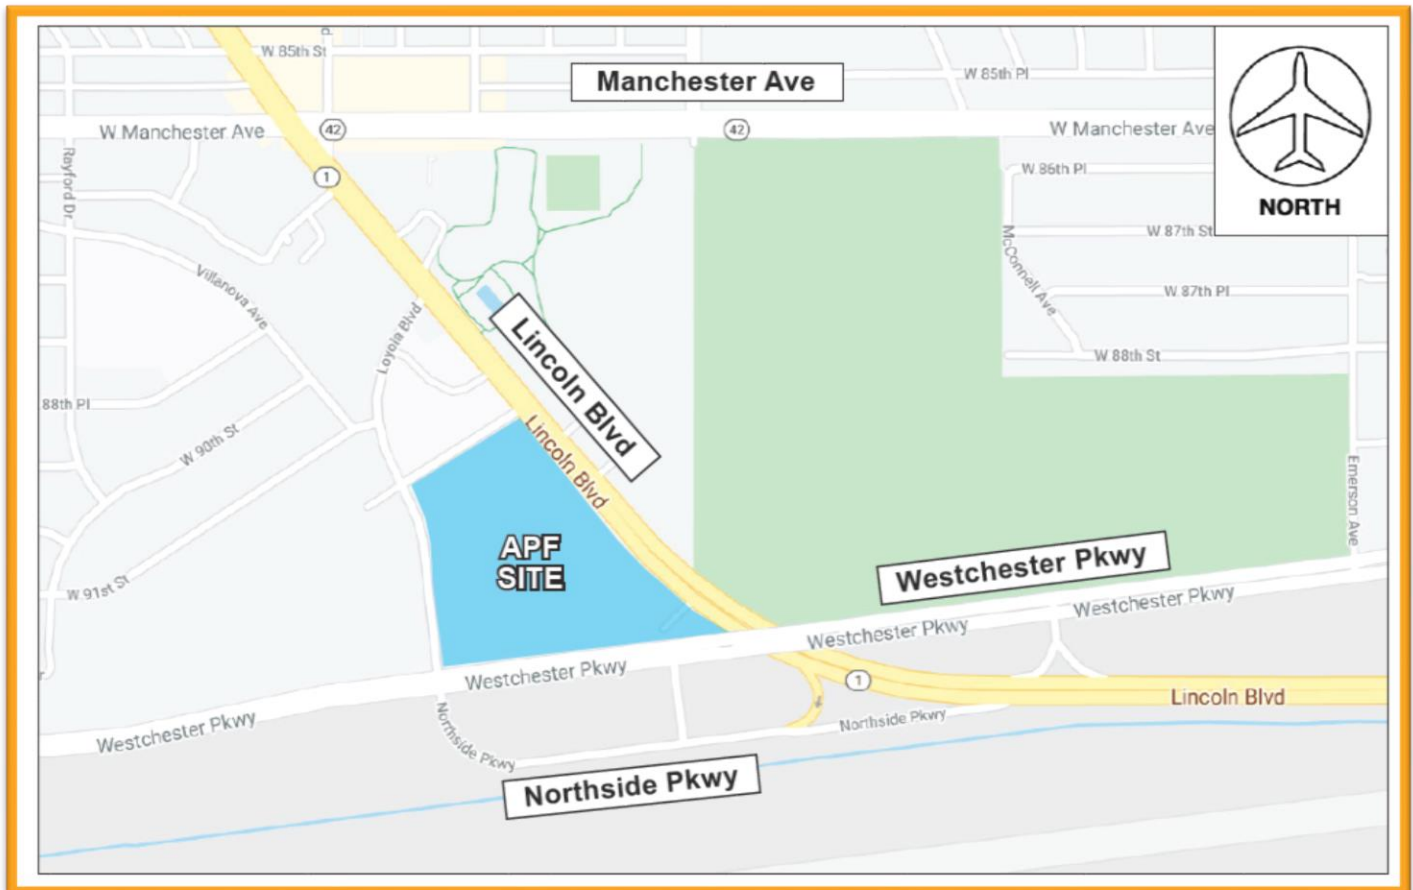 W 85th St
Manchester Ave
W 85th Pl
W Manchester Ave
42
42
W Manchester Ave
NORTH
1
Rayford Dr
W 86th Pl
W 87th St
McConnell Ave
Villanova Ave
W 87th Pl
Loyola Blvd
Lincoln Blvd
W 88th St
88th Pl
Lincoln Blvd
W 90th St
Emerson Ave
APF
SITE
Westchester Pkwy
W 91st St
Westchester Pkwy
Westchester Pkwy
Westchester Pkwy
1
Lincoln Blvd
Westchester Pkwy
Northside Pkwy
Northside Pkwy
Northside Pkwy